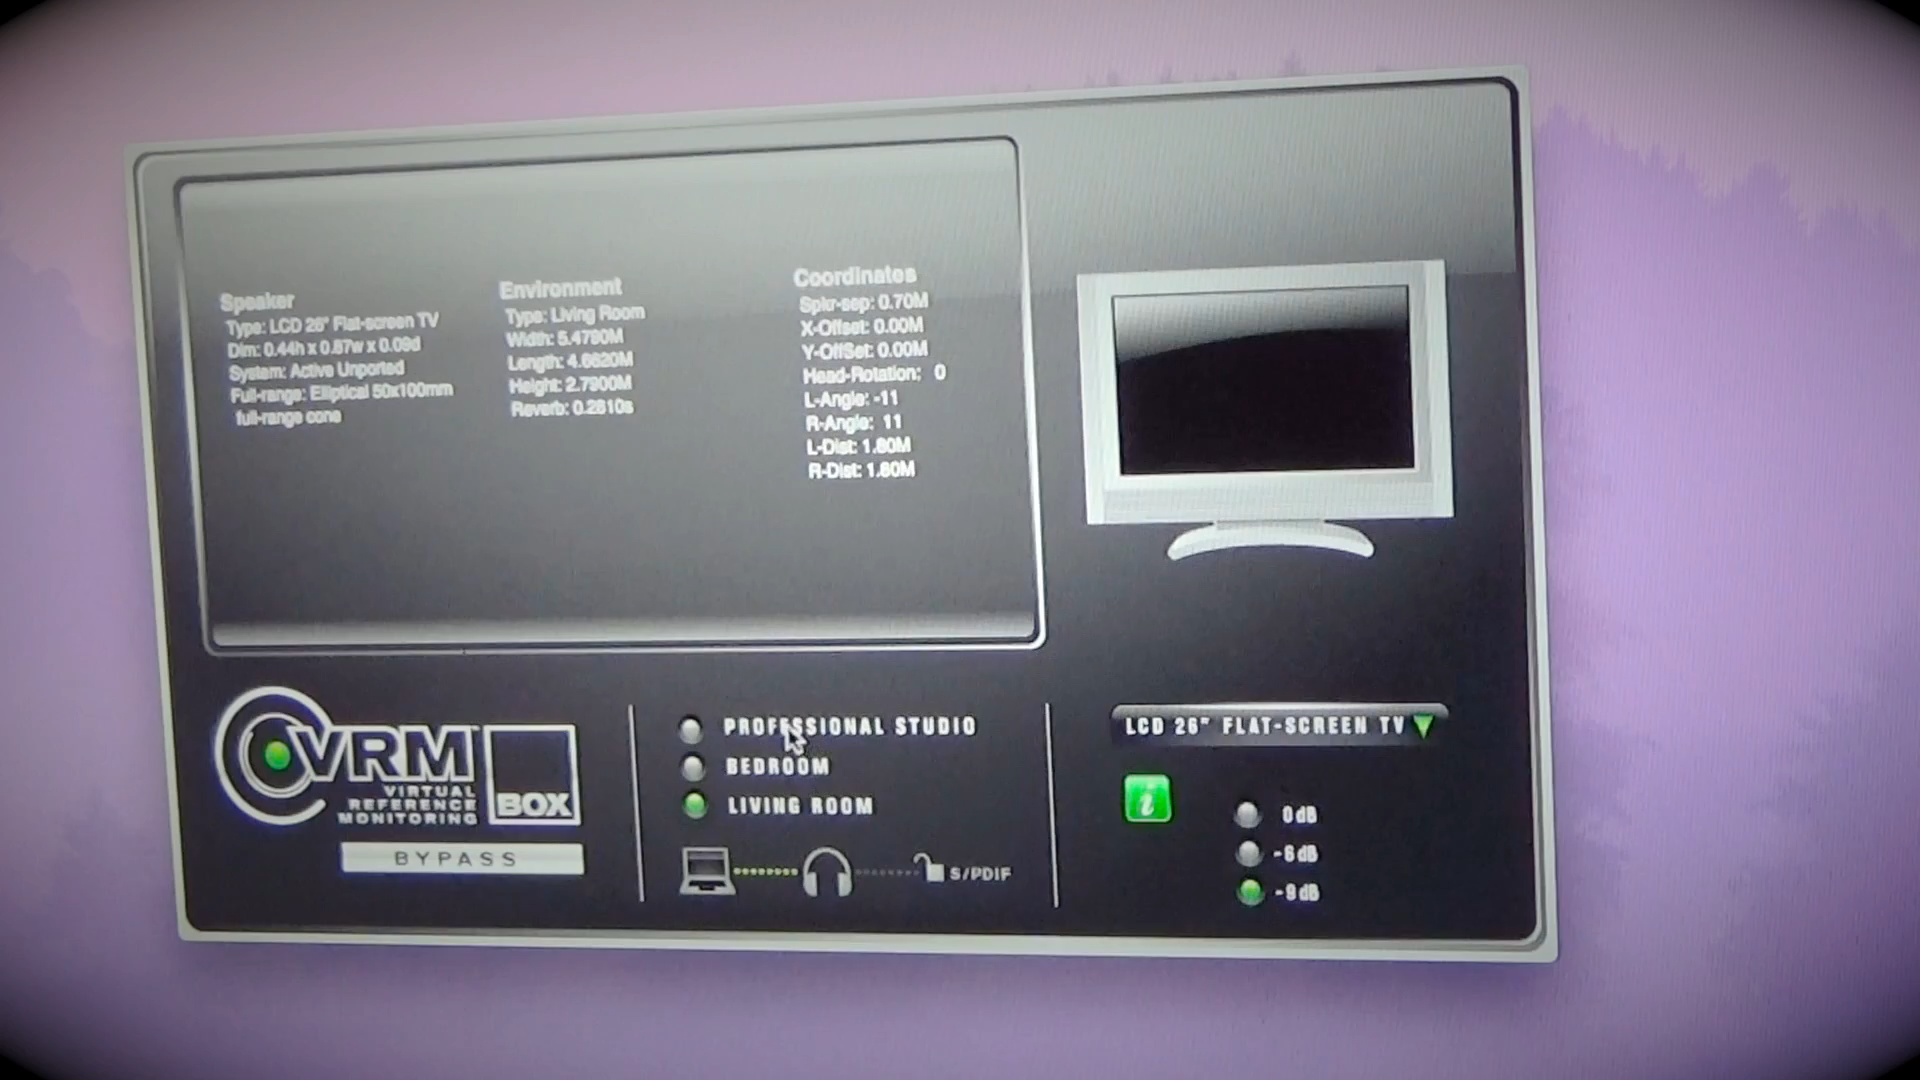 Speaker
Type: LCD 26" Flat-screen TV
Dim: 0.44h x 0.67w x 0.09d
System: Active Unported
Full-range: Elliptical 50x100mm
full-range cone
Environment
Type: Living Room
Width: 5.4790M
Length: 4.6620M
Height: 2.7900M
Reverb: 0.2810s
Coordinates
Spkr-sep: 0.70M
X-Offset: 0.00M
Y-OffSet: 0.00M
Head-Rotation: 0
L-Angle: -11
R-Angle: 11
L-Dist: 1.80M
R-Dist: 1.80M
VRM
VIRTUAL
REFERENCE
MONITORING
BOX
BYPASS
PROFESSIONAL STUDIO
BEDROOM
LIVING ROOM
S/PDIF
LCD 26" FLAT-SCREEN TV
i
0 dB
-6 dB
-9 dB